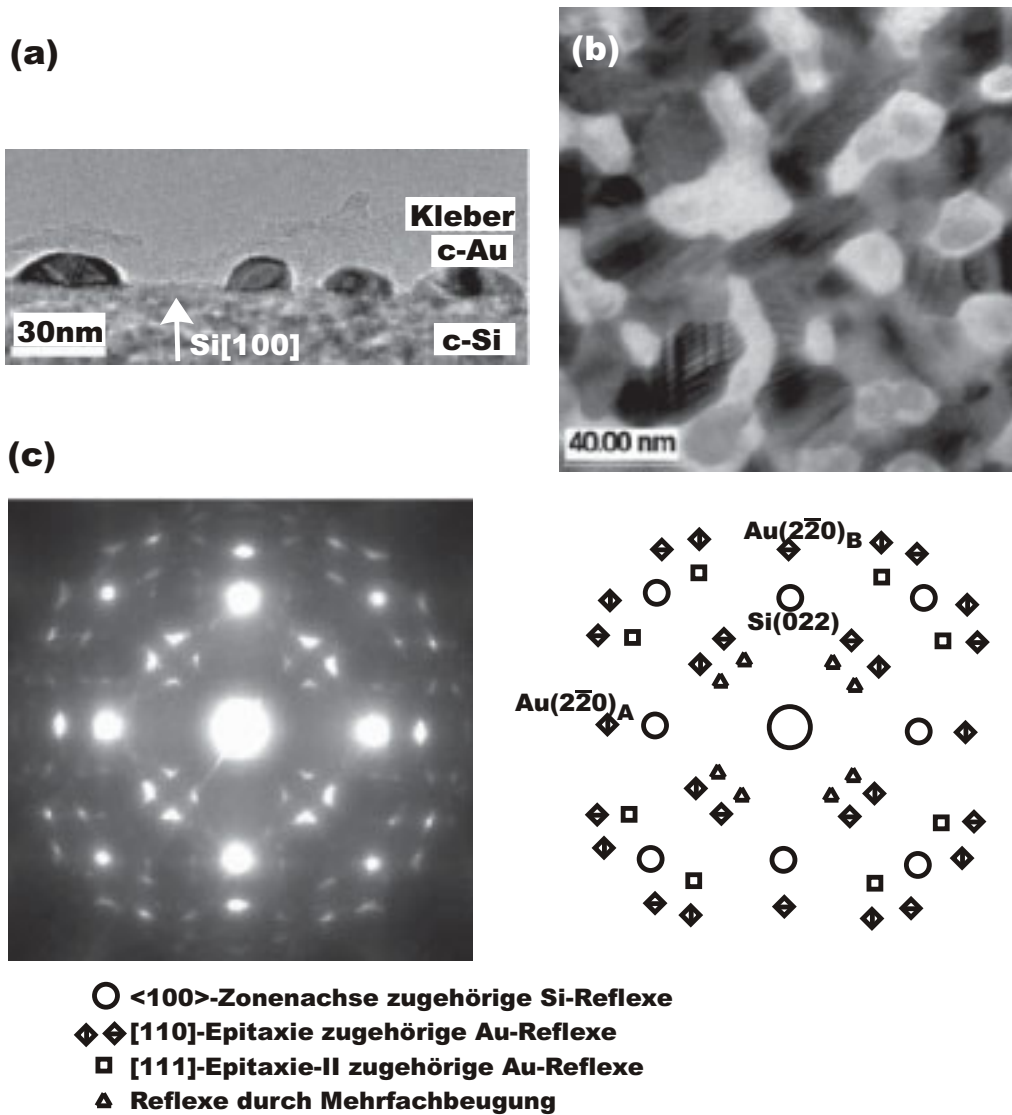 (a)
(b)
Kleber
c-Au
30nm
Si[100]
c-Si
40.00 nm
(c)
Au(22̅0)B
Si(022)
Au(22̅0)A
<100>-Zonenachse zugehörige Si-Reflexe
[110]-Epitaxie zugehörige Au-Reflexe
[111]-Epitaxie-II zugehörige Au-Reflexe
Reflexe durch Mehrfachbeugung